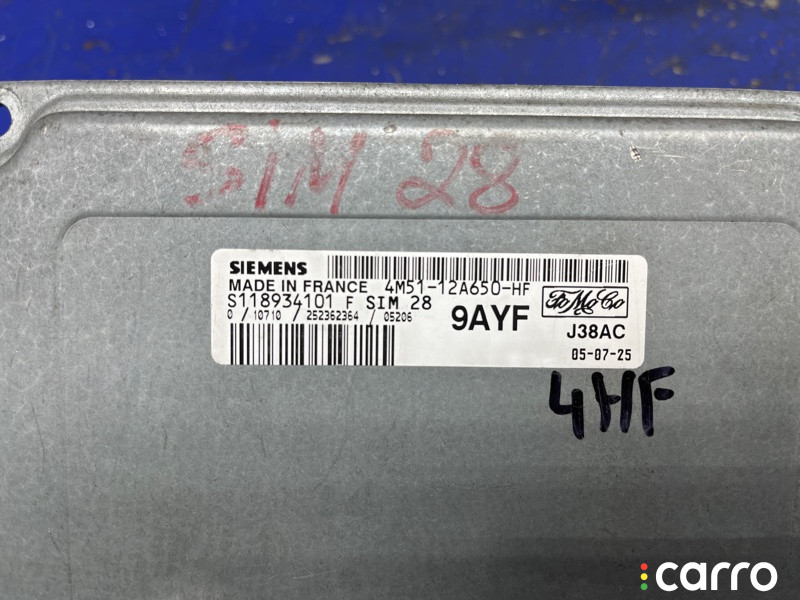 SiM 28
SIEMENS
MADE IN FRANCE 4M51-12A650-HF
S118934101 F SIM 28
0 / 10710 / 252362364 / 05206
9AYF
FoMoCo
J38AC
05-07-25
4HF
carro